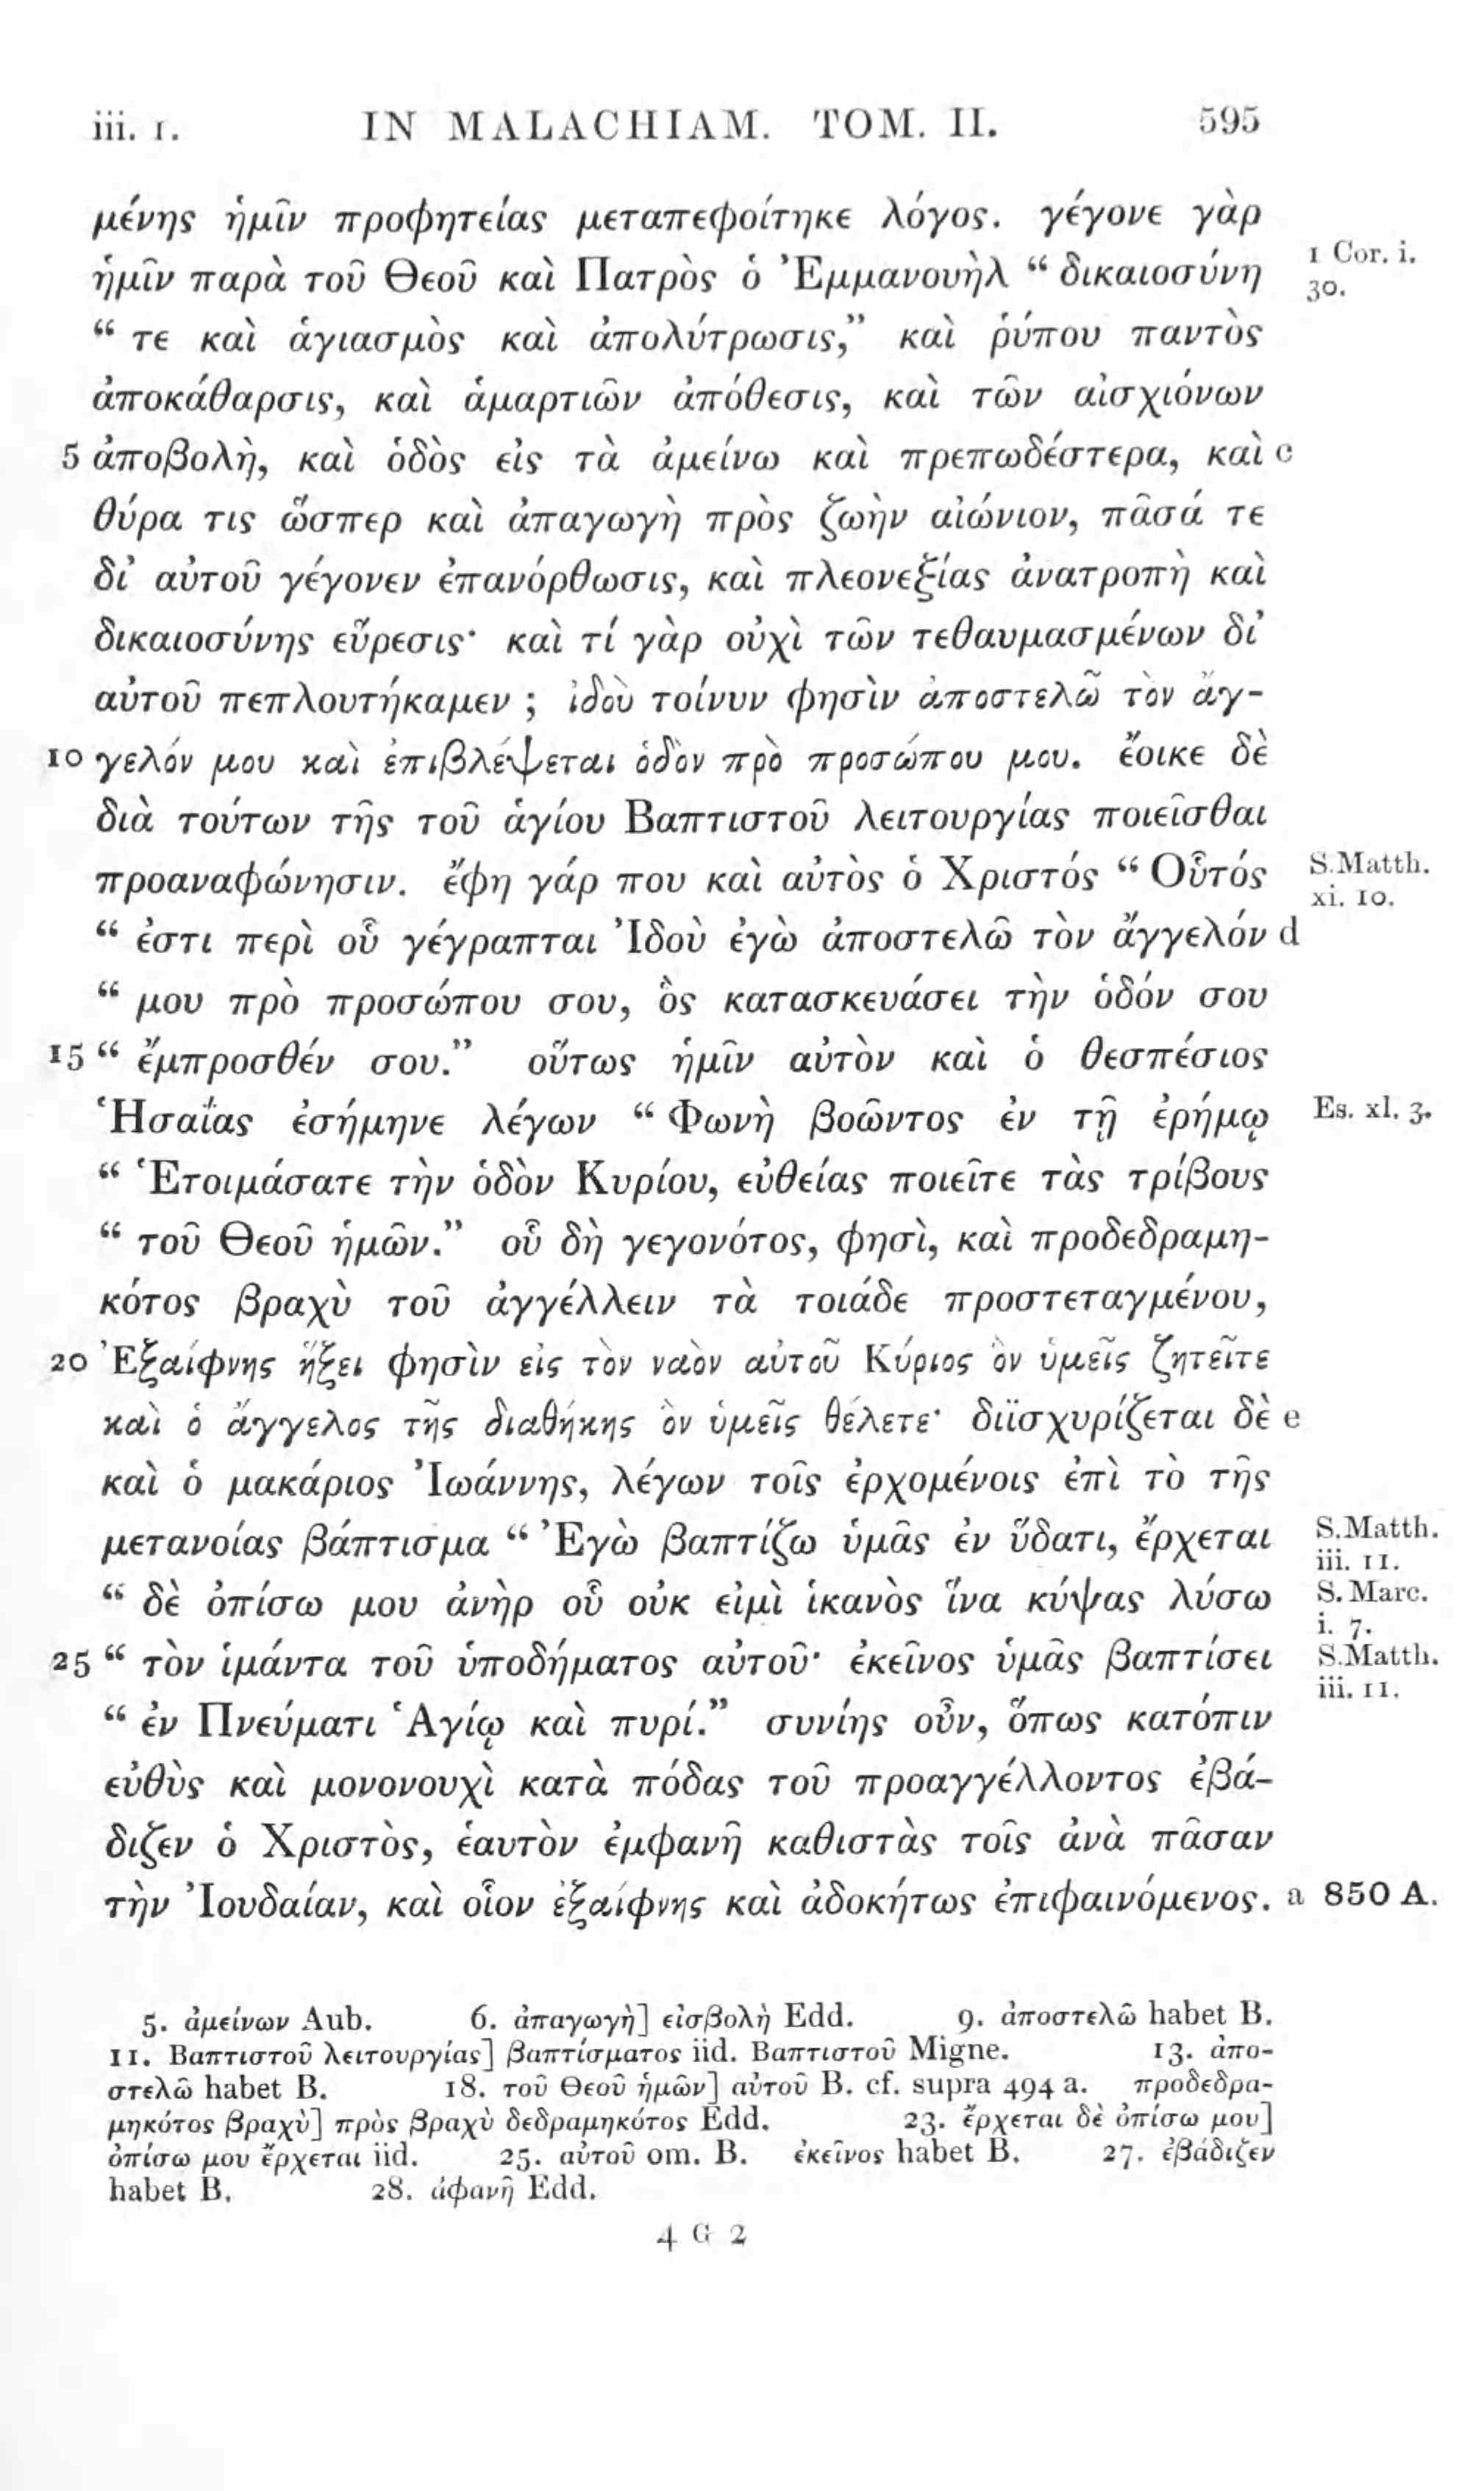 iii. 1. IN MALACHIAM. TOM. II. 595
μένης ἡμῖν προφητείας μεταπεφοίτηκε λόγος. γέγονε γὰρ
ἡμῖν παρὰ τοῦ Θεοῦ καὶ Πατρὸς ὁ Ἐμμανουὴλ “ δικαιοσύνη 1 Cor. i. 30.
“ τε καὶ ἁγιασμὸς καὶ ἀπολύτρωσις,” καὶ ῥύπου παντὸς
ἀποκάθαρσις, καὶ ἁμαρτιῶν ἀπόθεσις, καὶ τῶν αἰσχιόνων
5 ἀποβολὴ, καὶ ὁδὸς εἰς τὰ ἀμείνω καὶ πρεπωδέστερα, καὶ c
θύρα τις ὥσπερ καὶ ἀπαγωγὴ πρὸς ζωὴν αἰώνιον, πᾶσά τε
δι’ αὐτοῦ γέγονεν ἐπανόρθωσις, καὶ πλεονεξίας ἀνατροπὴ καὶ
δικαιοσύνης εὕρεσις· καὶ τί γὰρ οὐχὶ τῶν τεθαυμασμένων δι’
αὐτοῦ πεπλουτήκαμεν ; ἰδοὺ τοίνυν φησὶν ἀποστελῶ τὸν ἄγ-
10 γελόν μου καὶ ἐπιβλέψεται ὁδὸν πρὸ προσώπου μου. ἔοικε δὲ
διὰ τούτων τῆς τοῦ ἁγίου Βαπτιστοῦ λειτουργίας ποιεῖσθαι
προαναφώνησιν. ἔφη γάρ που καὶ αὐτὸς ὁ Χριστός “ Οὗτός S.Matth. xi. 10.
“ ἐστι περὶ οὗ γέγραπται Ἰδοὺ ἐγὼ ἀποστελῶ τὸν ἄγγελόν d
“ μου πρὸ προσώπου σου, ὃς κατασκευάσει τὴν ὁδόν σου
15 “ ἔμπροσθέν σου.” οὕτως ἡμῖν αὐτὸν καὶ ὁ θεσπέσιος
Ἡσαΐας ἐσήμηνε λέγων “ Φωνὴ βοῶντος ἐν τῇ ἐρήμῳ Es. xl. 3.
“ Ἑτοιμάσατε τὴν ὁδὸν Κυρίου, εὐθείας ποιεῖτε τὰς τρίβους
“ τοῦ Θεοῦ ἡμῶν.” οὗ δὴ γεγονότος, φησὶ, καὶ προδεδραμη-
κότος βραχὺ τοῦ ἀγγέλλειν τὰ τοιάδε προστεταγμένου,
20 Ἐξαίφνης ἥξει φησὶν εἰς τὸν ναὸν αὐτοῦ Κύριος ὃν ὑμεῖς ζητεῖτε
καὶ ὁ ἄγγελος τῆς διαθήκης ὃν ὑμεῖς θέλετε· διϊσχυρίζεται δὲ e
καὶ ὁ μακάριος Ἰωάννης, λέγων τοῖς ἐρχομένοις ἐπὶ τὸ τῆς
μετανοίας βάπτισμα “ Ἐγὼ βαπτίζω ὑμᾶς ἐν ὕδατι, ἔρχεται S.Matth. iii. 11.
“ δὲ ὀπίσω μου ἀνὴρ οὗ οὐκ εἰμὶ ἱκανὸς ἵνα κύψας λύσω S. Marc. i. 7.
25 “ τὸν ἱμάντα τοῦ ὑποδήματος αὐτοῦ· ἐκεῖνος ὑμᾶς βαπτίσει S.Matth. iii. 11.
“ ἐν Πνεύματι Ἁγίῳ καὶ πυρί.” συνίης οὖν, ὅπως κατόπιν
εὐθὺς καὶ μονονουχὶ κατὰ πόδας τοῦ προαγγέλλοντος ἐβά-
διζεν ὁ Χριστὸς, ἑαυτὸν ἐμφανῆ καθιστὰς τοῖς ἀνὰ πᾶσαν
τὴν Ἰουδαίαν, καὶ οἷον ἐξαίφνης καὶ ἀδοκήτως ἐπιφαινόμενος. a 850 A.
5. ἀμείνων Aub. 6. ἀπαγωγὴ] εἰσβολὴ Edd. 9. ἀποστελῶ habet B.
11. Βαπτιστοῦ λειτουργίας] βαπτίσματος iid. Βαπτιστοῦ Migne. 13. ἀπο-
στελῶ habet B. 18. τοῦ Θεοῦ ἡμῶν] αὐτοῦ B. cf. supra 494 a. προδεδρα-
μηκότος βραχὺ] πρὸς βραχὺ δεδραμηκότος Edd. 23. ἔρχεται δὲ ὀπίσω μου]
ὀπίσω μου ἔρχεται iid. 25. αὐτοῦ om. B. ἐκεῖνος habet B. 27. ἐβάδιζεν
habet B. 28. ἀφανῆ Edd.
4 G 2